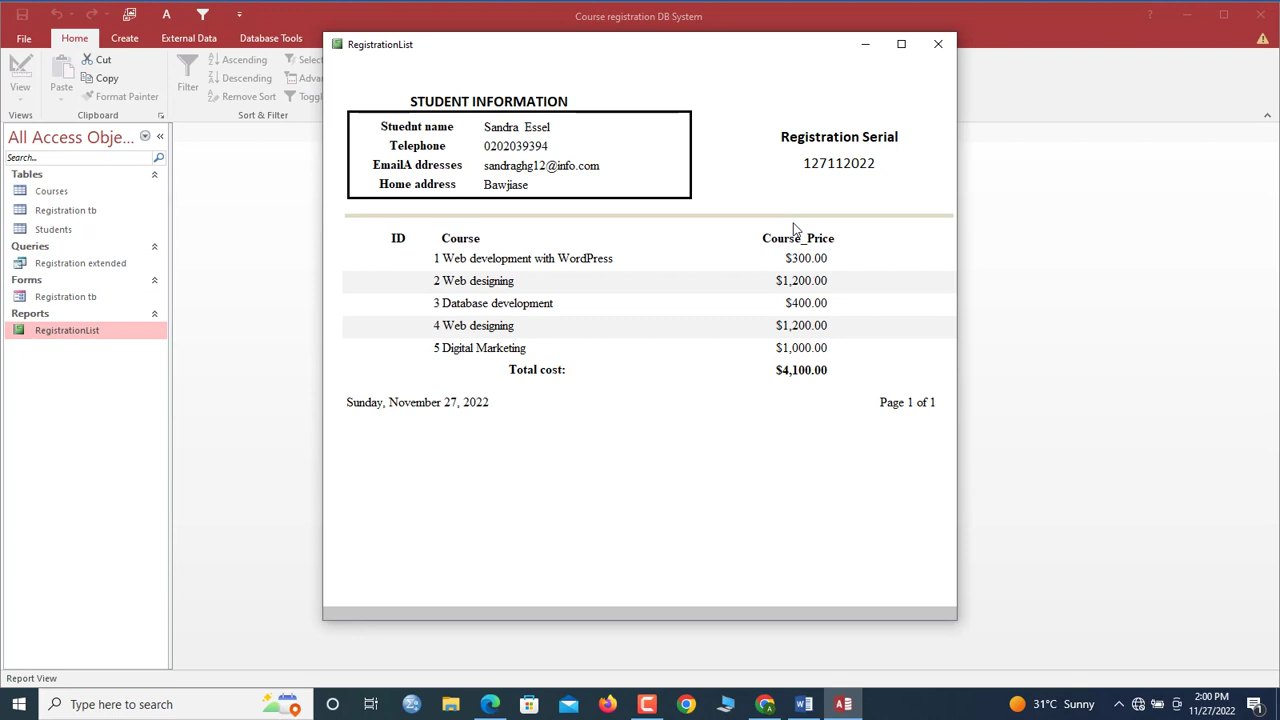 Course registration DB System
File
Home
Create
External Data
Database Tools
View
Views
Paste
Cut
Copy
Format Painter
Clipboard
Filter
Ascending
Descending
Remove Sort
Sort & Filter
All Access Obje...
Search...
Tables
Courses
Registration tb
Students
Queries
Registration expanded
Forms
Registration tb
Reports
RegistrationList
RegistrationList
STUDENT INFORMATION
Stuednt name Sandra Essel
Telephone 0202039394
EmailA ddresses sandraghg12@info.com
Home address Bawjiase
Registration Serial
127112022
ID Course Course_Price
1 Web development with WordPress $300.00
2 Web designing $1,200.00
3 Database development $400.00
4 Web designing $1,200.00
5 Digital Marketing $1,000.00
Total cost: $4,100.00
Sunday, November 27, 2022 Page 1 of 1
Report View
Type here to search
31°C Sunny
2:00 PM
11/27/2022